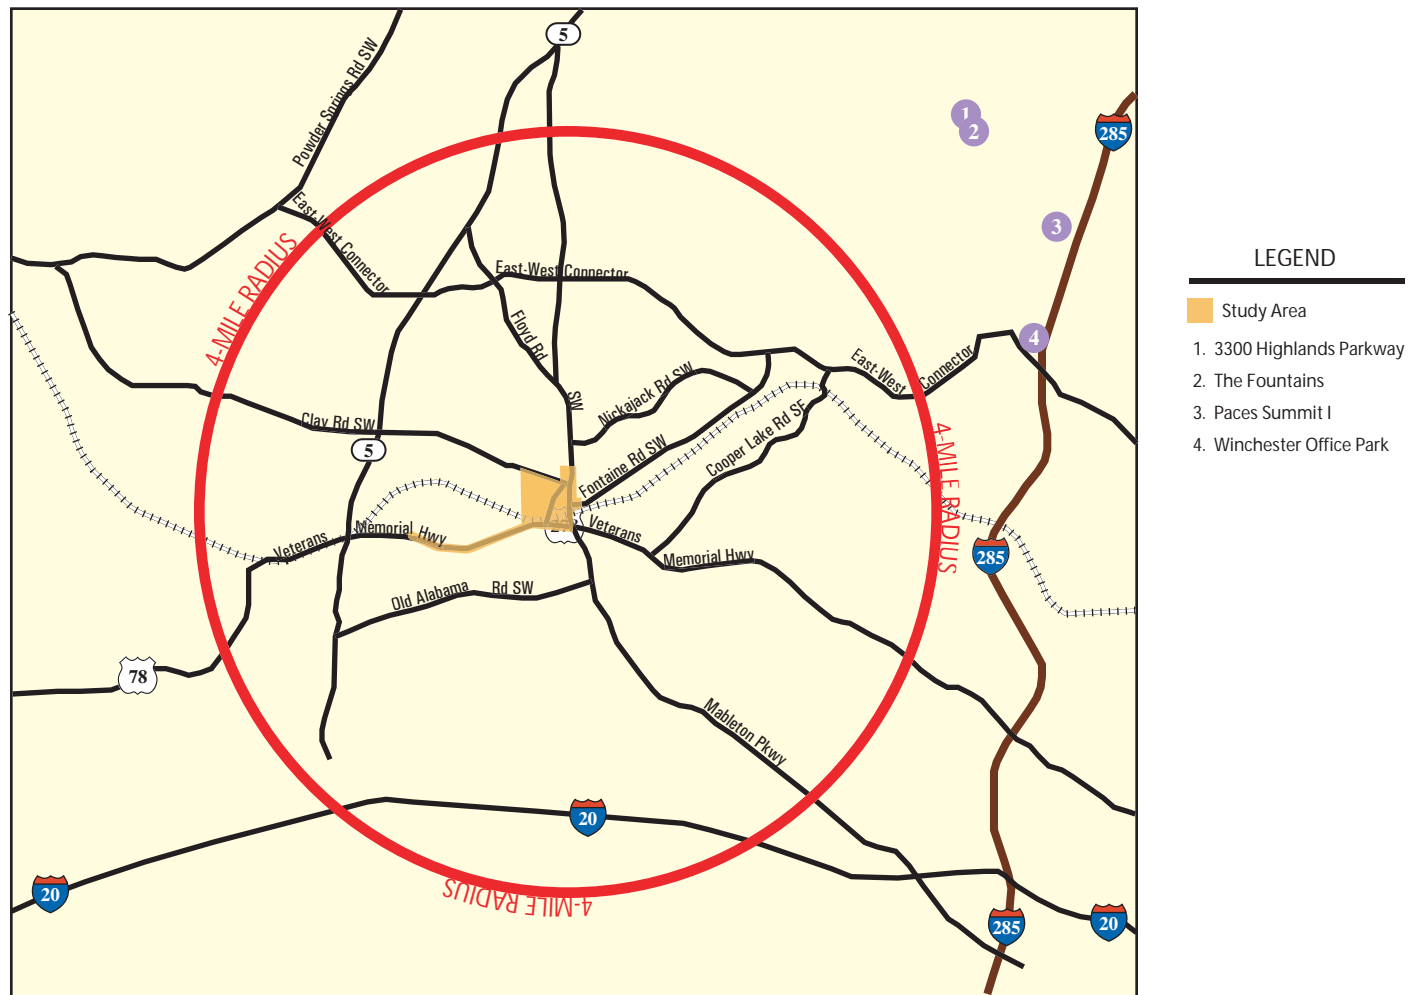 5
Powder Springs Rd SW
1
2
285
East-West Connector
3
4-MILE RADIUS
East-West Connector
LEGEND
Study Area
1. 3300 Highlands Parkway
2. The Fountains
3. Paces Summit I
4. Winchester Office Park
Floyd Rd
SW
4
East-West
Connector
Nickajack Rd SW
Clay Rd SW
5
Fontaine Rd SW
Cooper Lake Rd SE
4-MILE RADIUS
Veterans
Memorial Hwy
Veterans
Memorial Hwy
285
Old Alabama
Rd SW
78
Mableton Pkwy
20
20
4-MILE RADIUS
285
20